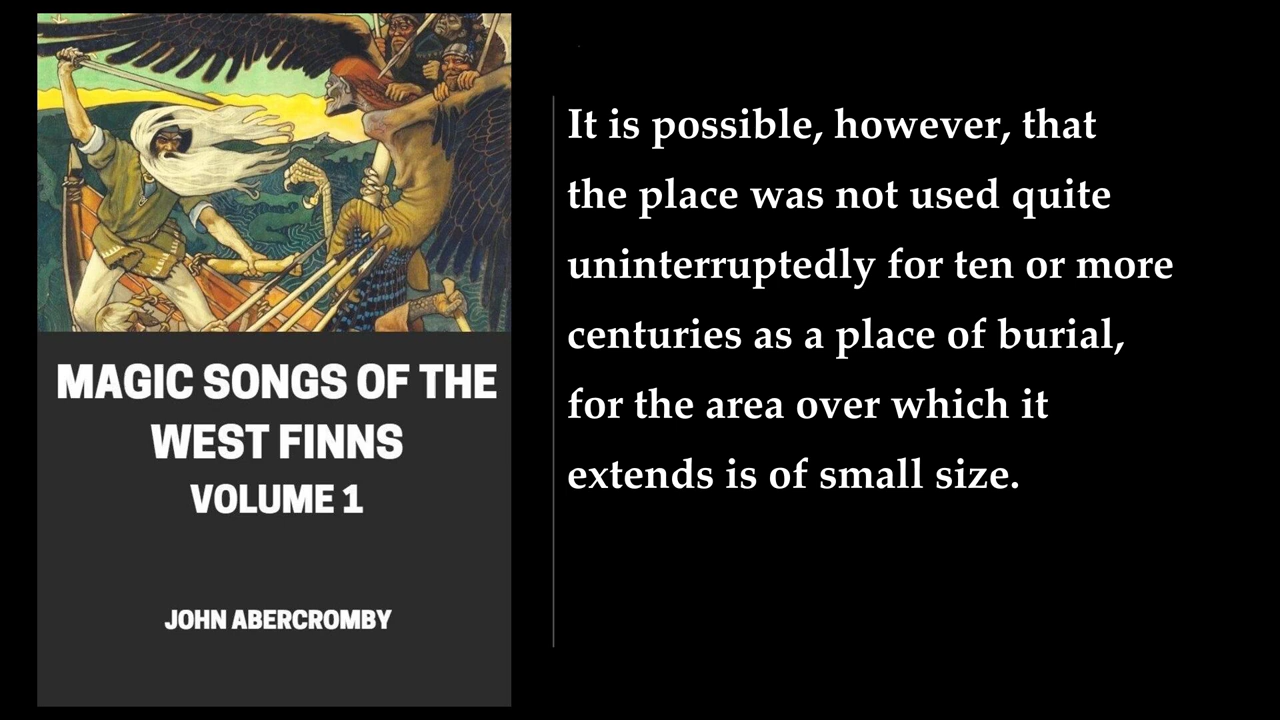 MAGIC SONGS OF THE
WEST FINNS
VOLUME 1
JOHN ABERCROMBY
It is possible, however, that
the place was not used quite
uninterruptedly for ten or more
centuries as a place of burial,
for the area over which it
extends is of small size.